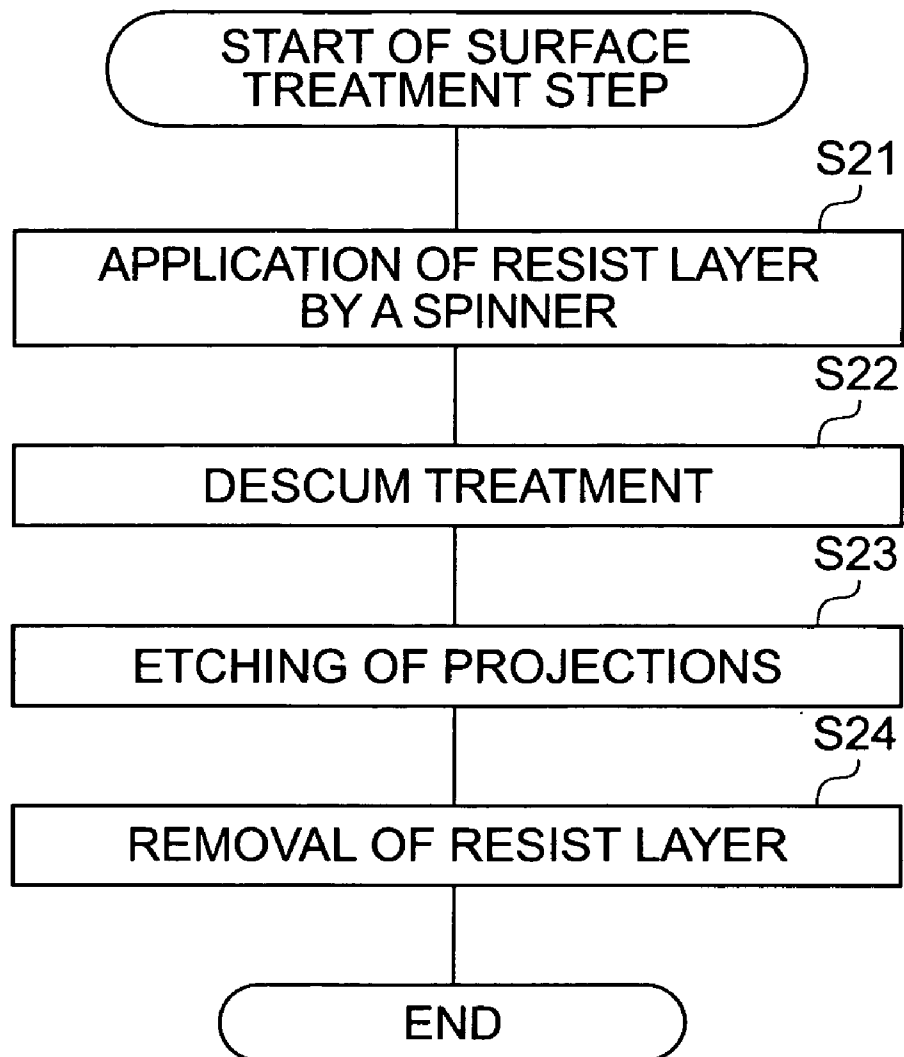 START OF SURFACE
TREATMENT STEP
S21
APPLICATION OF RESIST LAYER
BY A SPINNER
S22
DESCUM TREATMENT
S23
ETCHING OF PROJECTIONS
S24
REMOVAL OF RESIST LAYER
END